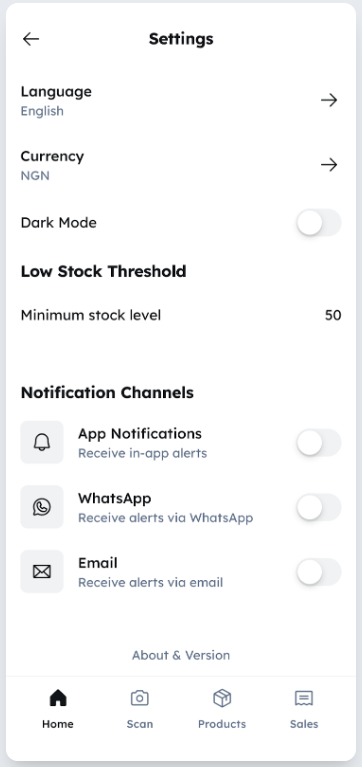 Settings
Language
English
Currency
NGN
Dark Mode
Low Stock Threshold
Minimum stock level 50
Notification Channels
App Notifications
Receive in-app alerts
WhatsApp
Receive alerts via WhatsApp
Email
Receive alerts via email
About & Version
Home Scan Products Sales